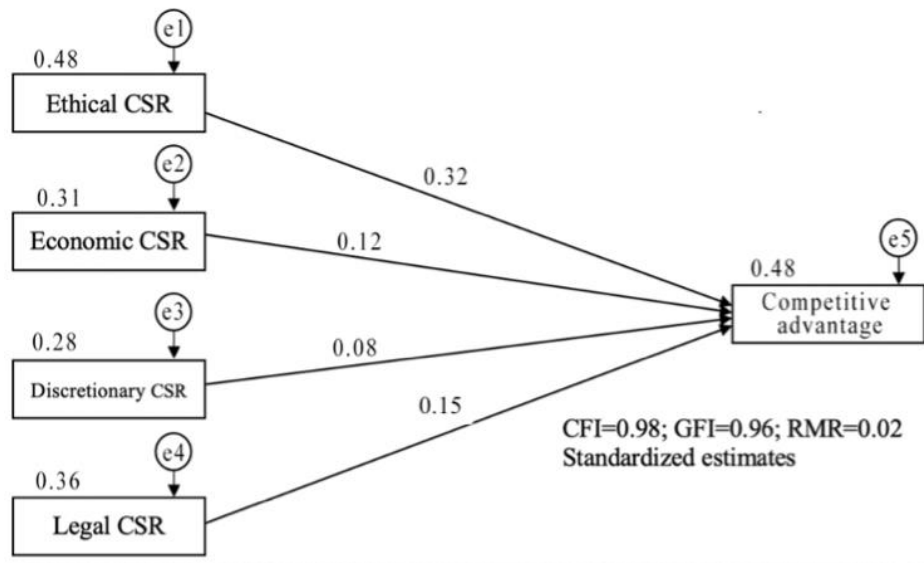 e1
0.48
Ethical CSR
e2
0.32
0.31
Economic CSR
0.12
e5
0.48
Competitive
advantage
e3
0.28
0.08
Discretionary CSR
0.15
CFI=0.98; GFI=0.96; RMR=0.02
Standardized estimates
e4
0.36
Legal CSR